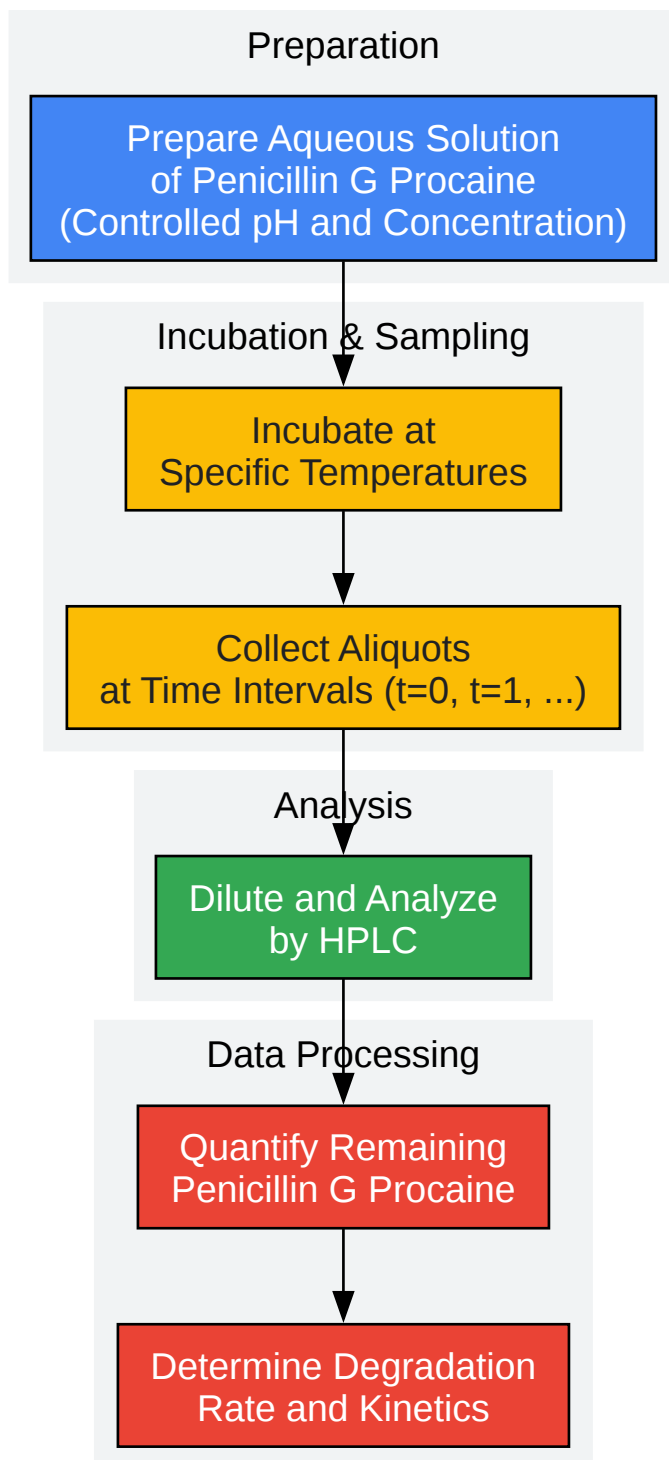 Preparation
Prepare Aqueous Solution
of Penicillin G Procaine
(Controlled pH and Concentration)
Incubation & Sampling
Incubate at
Specific Temperatures
Collect Aliquots
at Time Intervals (t=0, t=1, ...)
Analysis
Dilute and Analyze
by HPLC
Data Processing
Quantify Remaining
Penicillin G Procaine
Determine Degradation
Rate and Kinetics